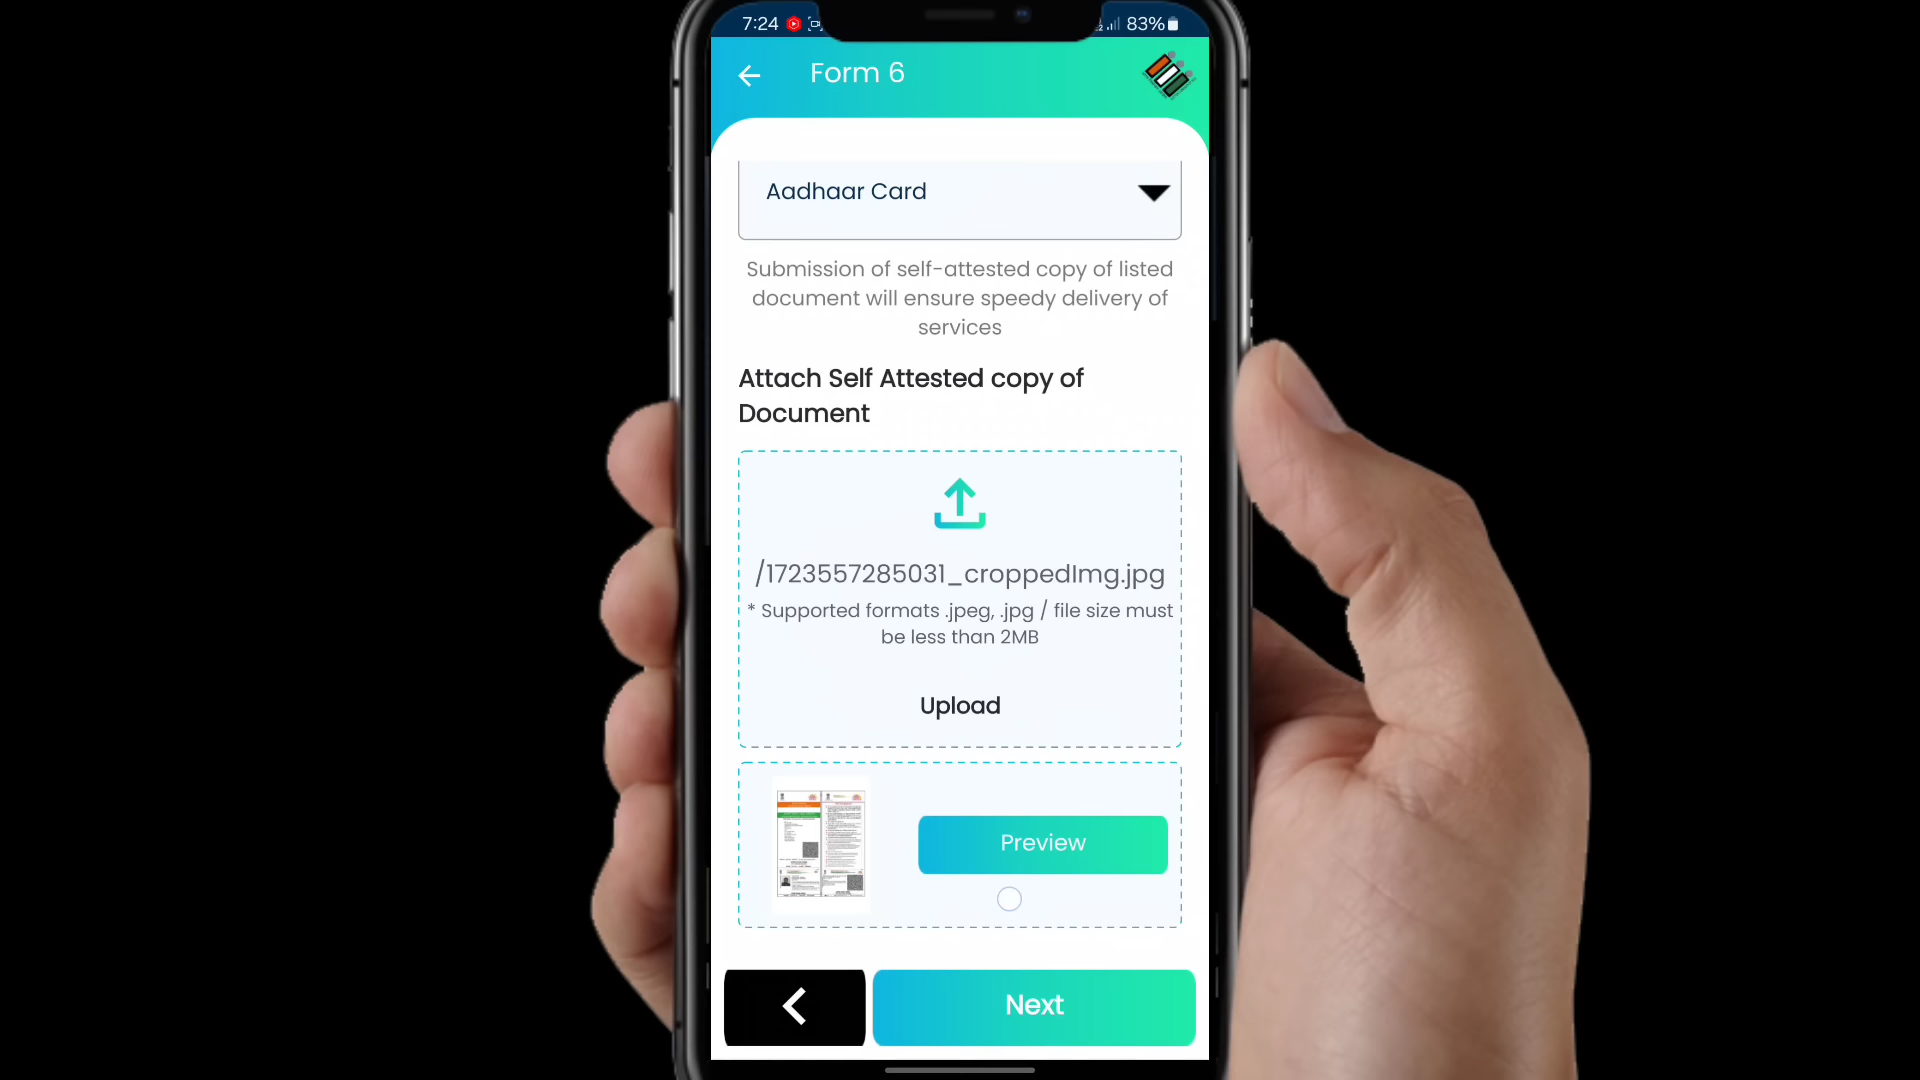 7:24
83%
Form 6
Aadhaar Card
Submission of self-attested copy of listed
document will ensure speedy delivery of
services
Attach Self Attested copy of
Document
/1723557285031_croppedImg.jpg
* Supported formats .jpeg, .jpg / file size must
be less than 2MB
Upload
Preview
Next